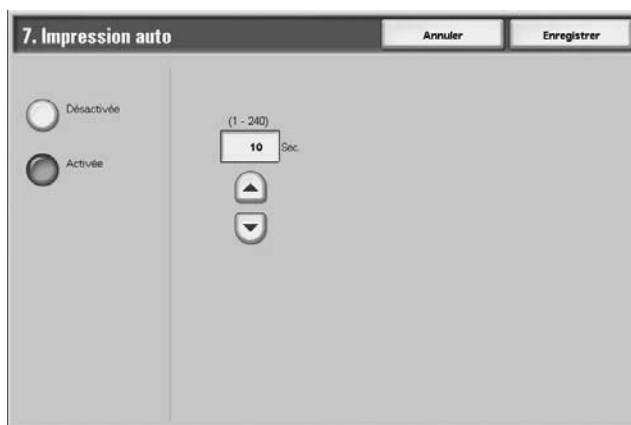 7. Impression auto
Annuler
Enregistrer
Désactivée
Activée
(1 - 240)
10 Sec.